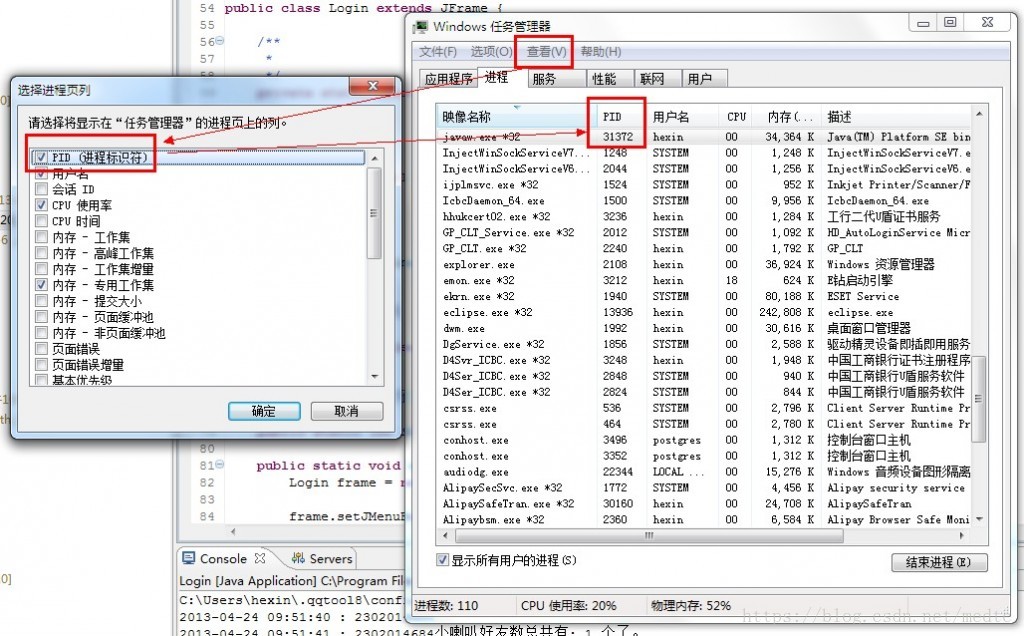 54 public class Login extends JFrame {
55
56 /**
57 *
58 */
Windows 任务管理器
文件(F) 选项(O) 查看(V) 帮助(H)
应用程序 进程 服务 性能 联网 用户
映像名称 PID 用户名 CPU 内存(... 描述
javaw.exe *32 31372 hexin 00 34,364 K Java(TM) Platform SE bin
InjectWinSockServiceV7... 1248 SYSTEM 00 1,248 K InjectWinSockServiceV7.e
InjectWinSockServiceV6... 2044 SYSTEM 00 1,256 K InjectWinSockServiceV6.e
ijplmsvc.exe *32 1524 SYSTEM 00 952 K Inkjet Printer/Scanner/F
IcbcDaemon_64.exe 1500 SYSTEM 00 9,956 K IcbcDaemon_64.exe
hhukcert02.exe *32 3236 hexin 00 1,284 K 工行二代U盾证书服务
GP_CLT_Service.exe *32 2012 SYSTEM 00 1,092 K HD_AutoLoginService Micr
GP_CLT.exe *32 2240 hexin 00 1,792 K GP_CLT
explorer.exe 2108 hexin 00 36,924 K Windows 资源管理器
emon.exe *32 3212 hexin 18 624 K E钻启动引擎
ekrn.exe *32 1940 SYSTEM 00 80,188 K ESET Service
eclipse.exe *32 13936 hexin 00 242,808 K eclipse.exe
dwm.exe 1992 hexin 00 30,616 K 桌面窗口管理器
DgService.exe *32 1856 SYSTEM 00 2,588 K 驱动精灵设备即插即用服务
D4Svr_ICBC.exe *32 3248 hexin 00 1,948 K 中国工商银行证书注册程序
D4Ser_ICBC.exe *32 2848 SYSTEM 00 940 K 中国工商银行U盾服务软件
D4Ser_ICBC.exe *32 2824 SYSTEM 00 844 K 中国工商银行U盾服务软件
csrss.exe 536 SYSTEM 00 2,796 K Client Server Runtime Pr
csrss.exe 464 SYSTEM 00 2,780 K Client Server Runtime Pr
conhost.exe 3496 postgres 00 1,312 K 控制台窗口主机
conhost.exe 3352 postgres 00 1,312 K 控制台窗口主机
audiodg.exe 22344 LOCAL ... 00 15,276 K Windows 音频设备图形隔离
AlipaySecSvc.exe *32 1772 SYSTEM 00 4,456 K Alipay security service
AlipaySafeTran.exe *32 30160 hexin 00 24,708 K AlipaySafeTran
Alipaybsm.exe *32 2360 hexin 00 6,584 K Alipay Browser Safe Moni
显示所有用户的进程(S)
结束进程(E)
进程数: 110 CPU 使用率: 20% 物理内存: 52%
选择进程页列
请选择将显示在“任务管理器”的进程页上的列。
PID (进程标识符)
用户名
会话 ID
CPU 使用率
CPU 时间
内存 - 工作集
内存 - 高峰工作集
内存 - 工作集增量
内存 - 专用工作集
内存 - 提交大小
内存 - 页面缓冲池
内存 - 非页面缓冲池
页面错误
页面错误增量
基本优先级
确定 取消
80
81 public static void
82 Login frame = n
83
84 frame.setJMenuB
Console Servers
Login [Java Application] C:\Program File
C:\Users\hexin\.qqtool8\conf
2013-04-24 09:51:40 : 2302014
2013-04-24 09:51:41 : 2302014684小喇叭好友数总共有: 1 个了。
0]